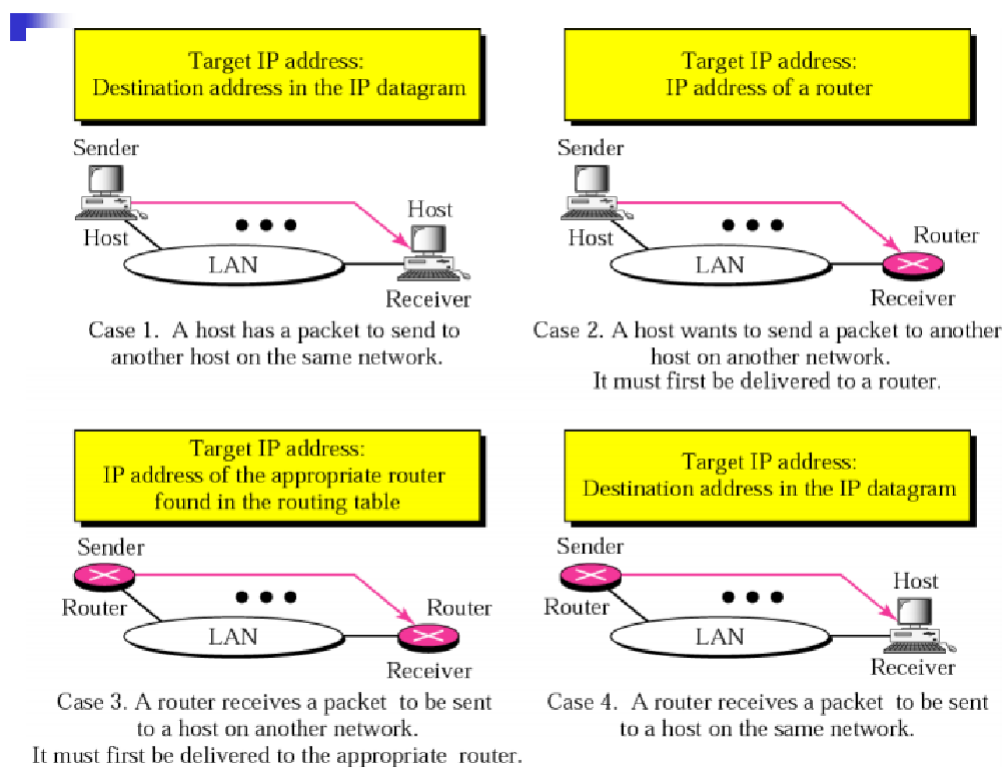 Target IP address:
Destination address in the IP datagram
Sender
Host
LAN
Host
Receiver
Case 1. A host has a packet to send to
another host on the same network.
Target IP address:
IP address of a router
Sender
Host
LAN
Router
Receiver
Case 2. A host wants to send a packet to another
host on another network.
It must first be delivered to a router.
Target IP address:
IP address of the appropriate router
found in the routing table
Sender
Router
LAN
Router
Receiver
Case 3. A router receives a packet to be sent
to a host on another network.
It must first be delivered to the appropriate router.
Target IP address:
Destination address in the IP datagram
Sender
Router
LAN
Host
Receiver
Case 4. A router receives a packet to be sent
to a host on the same network.